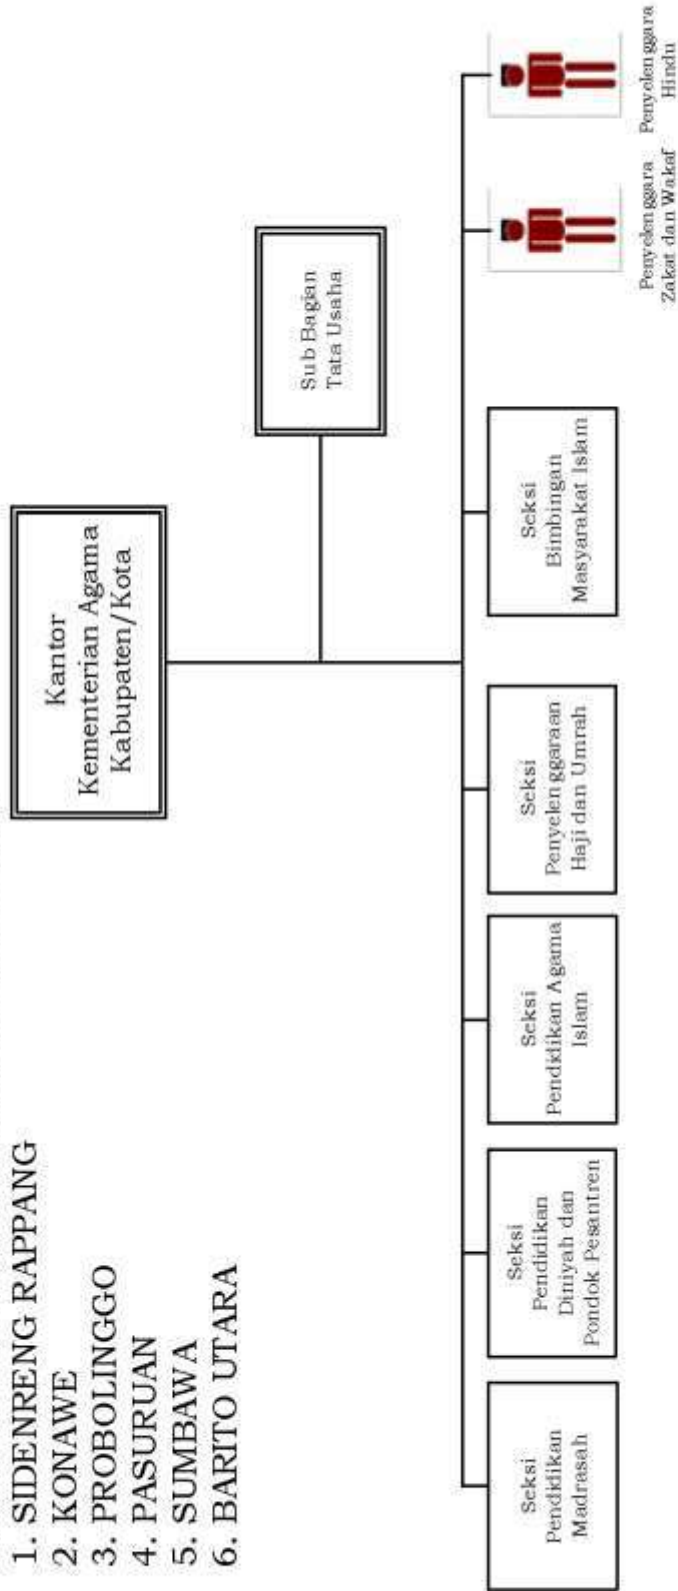 1. SIDENRENG RAPPANG
2. KONAWE
3. PROBOLINGGO
4. PASURUAN
5. SUMBAWA
6. BARITO UTARA
Kantor
Kementerian Agama
Kabupaten/Kota
Sub Bagian
Tata Usaha
Seksi
Pendidikan
Madrasah
Seksi
Pendidikan
Diniyah dan
Pondok Pesantren
Seksi
Pendidikan Agama
Islam
Seksi
Penyelenggaraan
Haji dan Umrah
Seksi
Bimbingan
Masyarakat Islam
Penyelenggara
Zakat dan Wakaf
Penyelenggara
Hindu